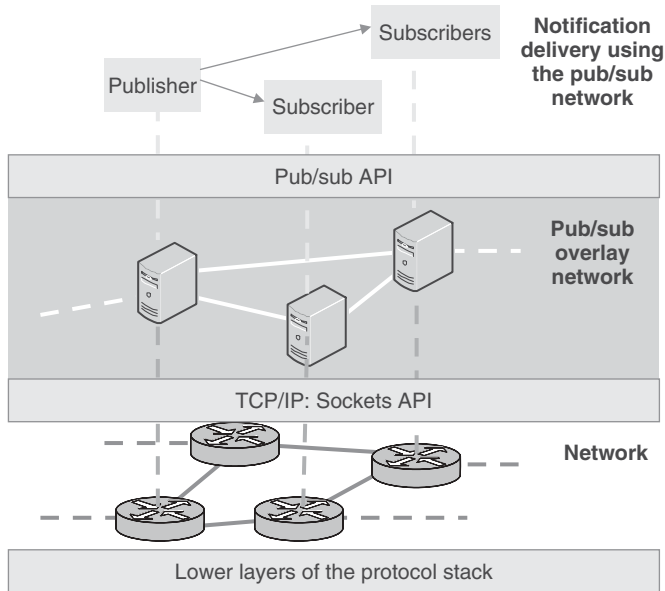 Subscribers
Notification
delivery using
the pub/sub
network
Publisher
Subscriber
Pub/sub API
Pub/sub
overlay
network
TCP/IP: Sockets API
Network
Lower layers of the protocol stack